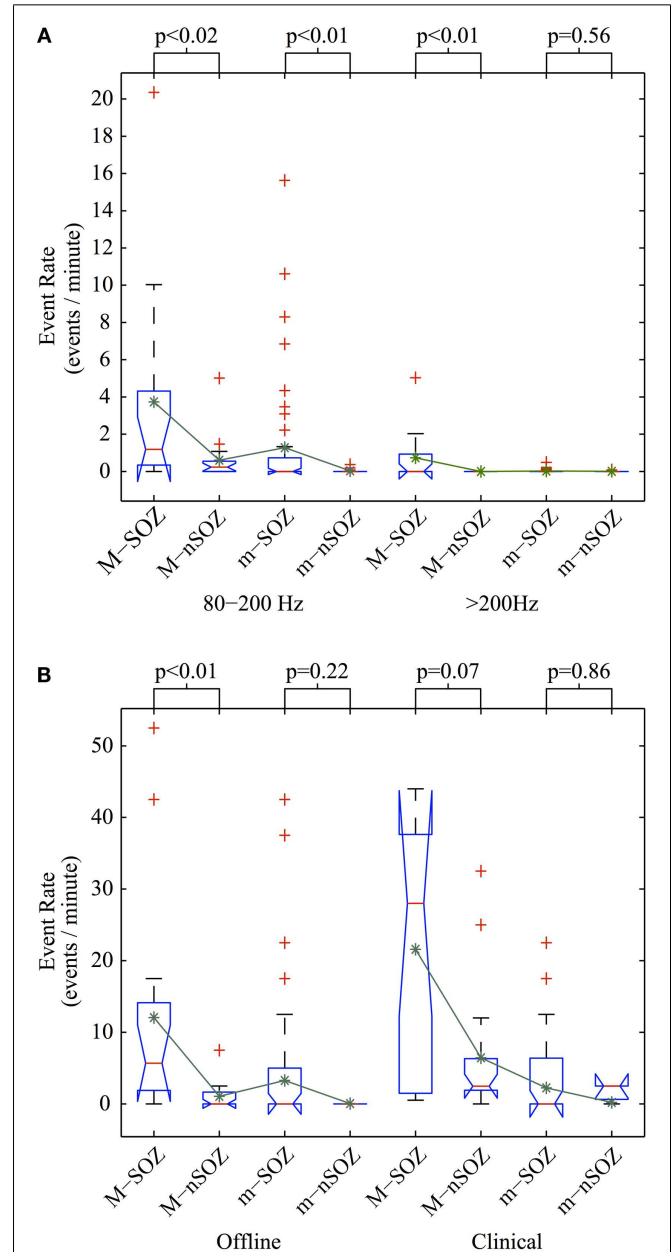 A
p<0.02 p<0.01 p<0.01 p=0.56
20
18
16
14
12
10
8
6
4
2
0
Event Rate
(events / minute)
M−SOZ M−nSOZ m−SOZ m−nSOZ M−SOZ M−nSOZ m−SOZ m−nSOZ
80−200 Hz >200Hz
B
p<0.01 p=0.22 p=0.07 p=0.86
50
40
30
20
10
0
Event Rate
(events / minute)
M−SOZ M−nSOZ m−SOZ m−nSOZ M−SOZ M−nSOZ m−SOZ m−nSOZ
Offline Clinical